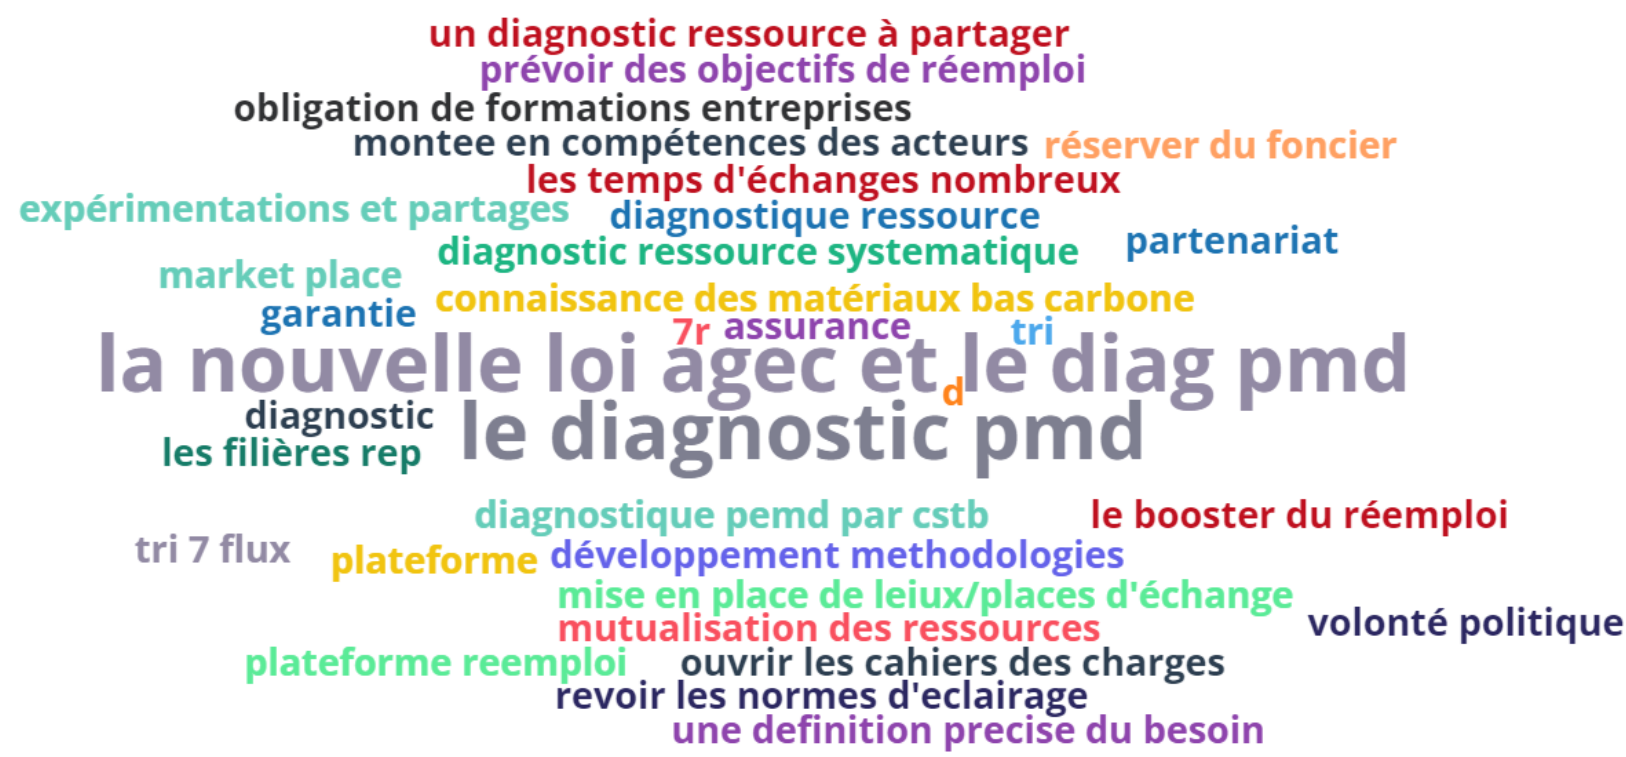 un diagnostic ressource à partager
prévoir des objectifs de réemploi
obligation de formations entreprises
montee en compétences des acteurs
réserver du foncier
les temps d'échanges nombreux
expérimentations et partages
diagnostique ressource
partenariat
diagnostic ressource systematique
market place
connaissance des matériaux bas carbone
garantie
7r
assurance
tri
la nouvelle loi agec et le diag pmd
d
diagnostic
le diagnostic pmd
les filières rep
diagnostique pemd par cstb
le booster du réemploi
tri 7 flux
plateforme
développement methodologies
mise en place de leiux/places d'échange
mutualisation des ressources
volonté politique
plateforme reemploi
ouvrir les cahiers des charges
revoir les normes d'eclairage
une definition precise du besoin